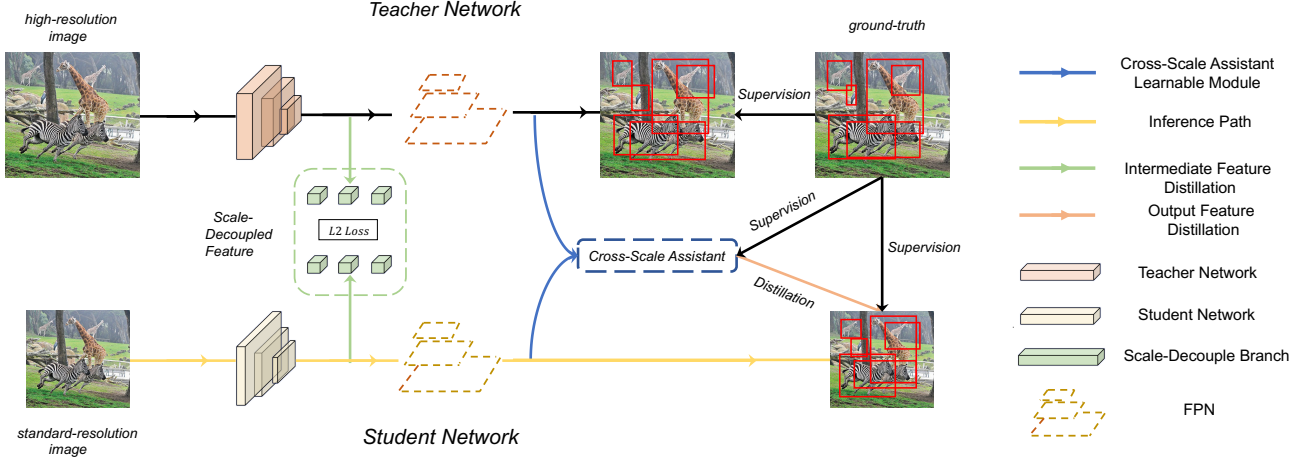 Teacher Network
high-resolution
image
ground-truth
Supervision
Scale-
Decoupled
Feature
L2 Loss
Cross-Scale Assistant
Supervision
Supervision
Distillation
standard-resolution
image
Student Network
Cross-Scale Assistant
Learnable Module
Inference Path
Intermediate Feature
Distillation
Output Feature
Distillation
Teacher Network
Student Network
Scale-Decouple Branch
FPN